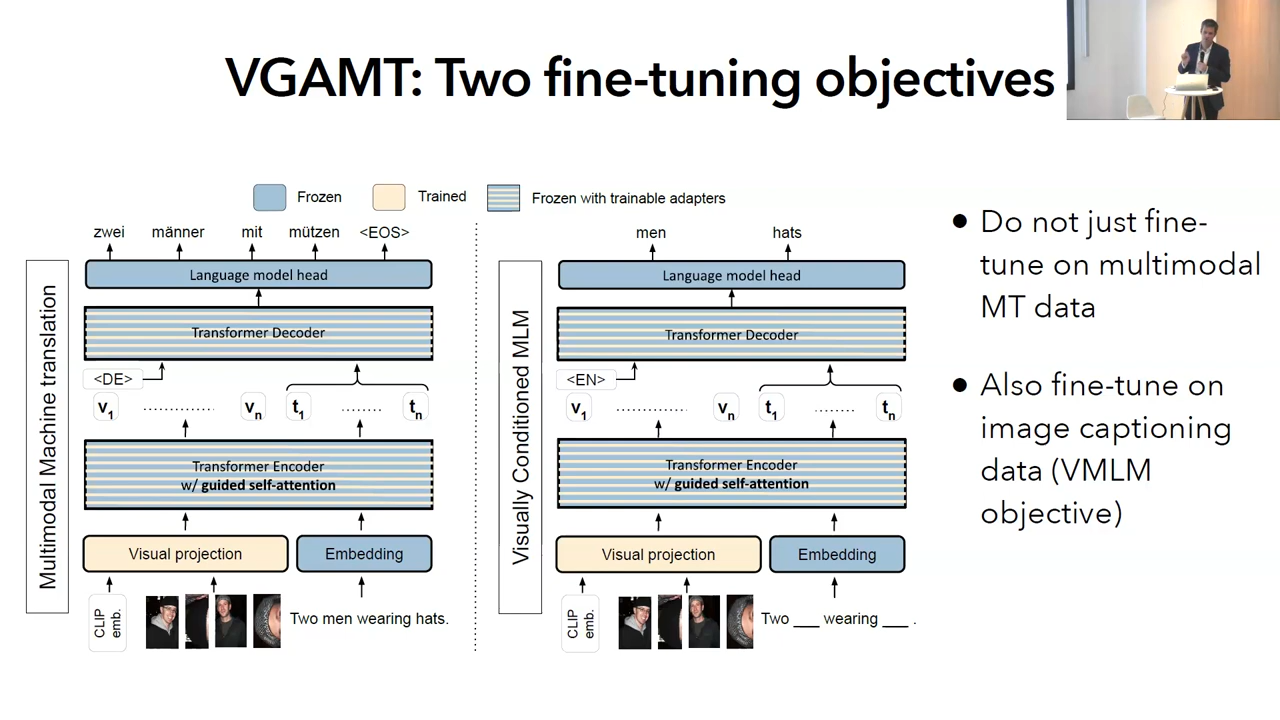 VGAMT: Two fine-tuning objectives
Frozen
Trained
Frozen with trainable adapters
Multimodal Machine translation
zwei männer mit mützen <EOS>
Language model head
Transformer Decoder
<DE>
v1 ............... vn t1 ........ tn
Transformer Encoder
w/ guided self-attention
Visual projection
Embedding
CLIP
emb.
Two men wearing hats.
Visually Conditioned MLM
men hats
Language model head
Transformer Decoder
<EN>
v1 ............... vn t1 ........ tn
Transformer Encoder
w/ guided self-attention
Visual projection
Embedding
CLIP
emb.
Two ___ wearing ___ .
● Do not just fine-
tune on multimodal
MT data
● Also fine-tune on
image captioning
data (VMLM
objective)